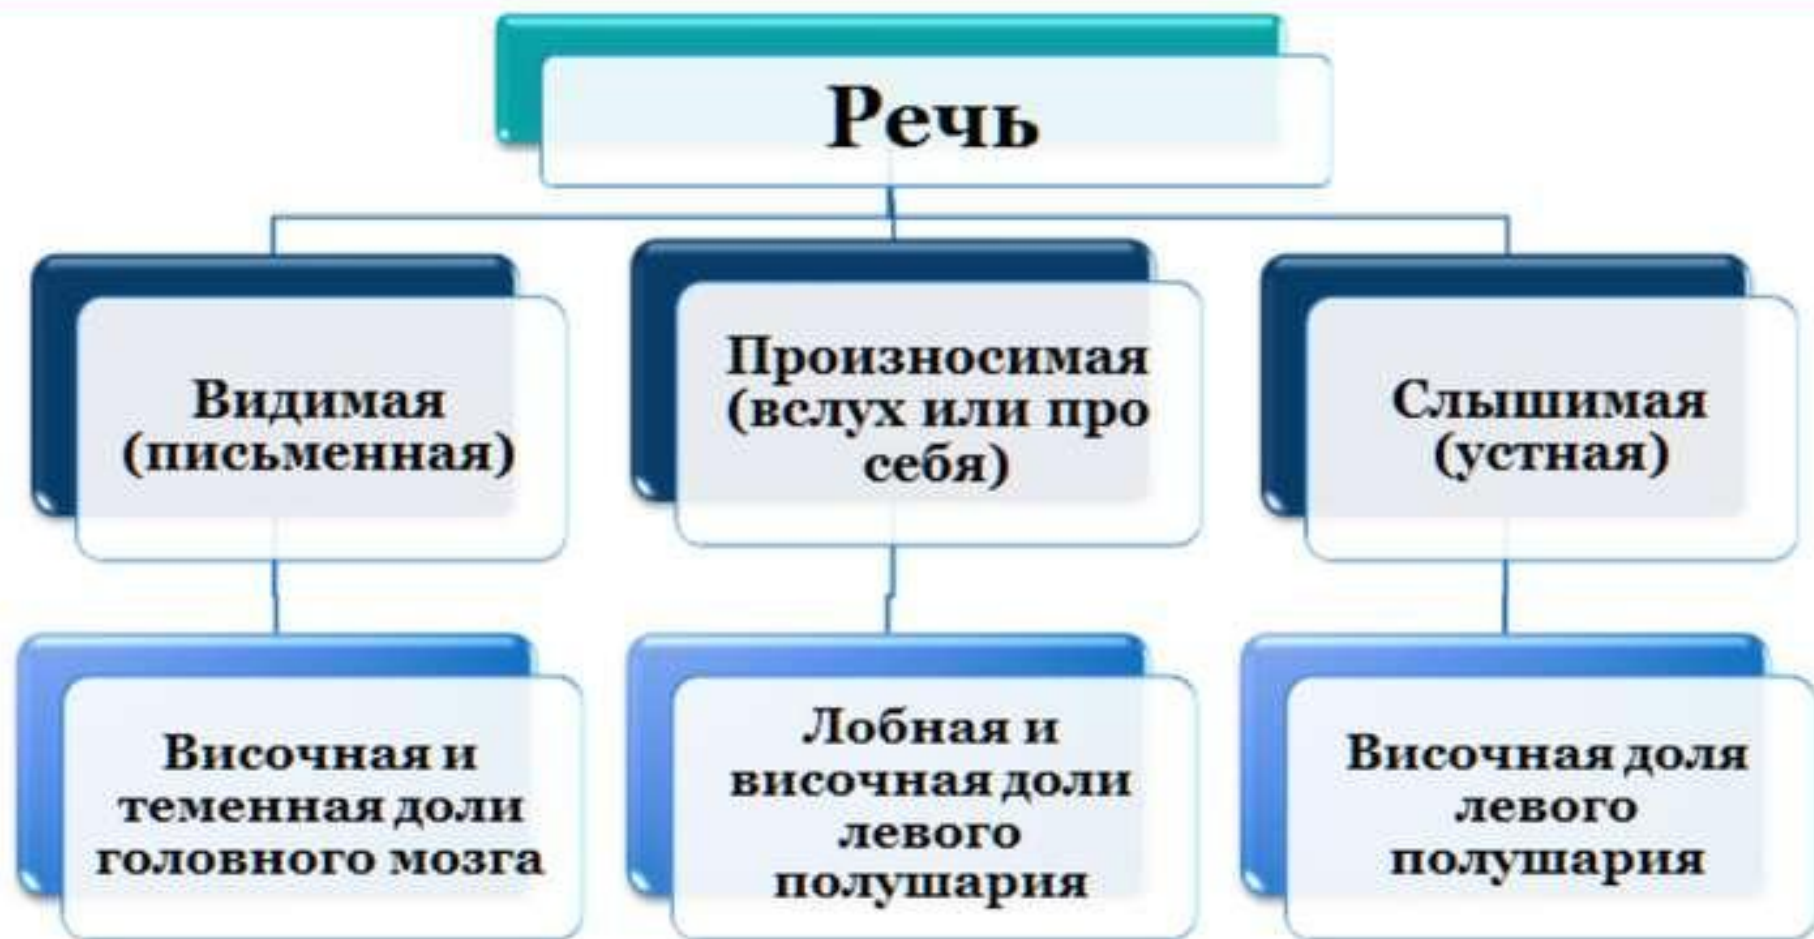 Речь
Видимая
(письменная)
Произносимая
(вслух или про
себя)
Слышимая
(устная)
Височная и
теменная доли
головного мозга
Лобная и
височная доли
левого
полушария
Височная доля
левого
полушария